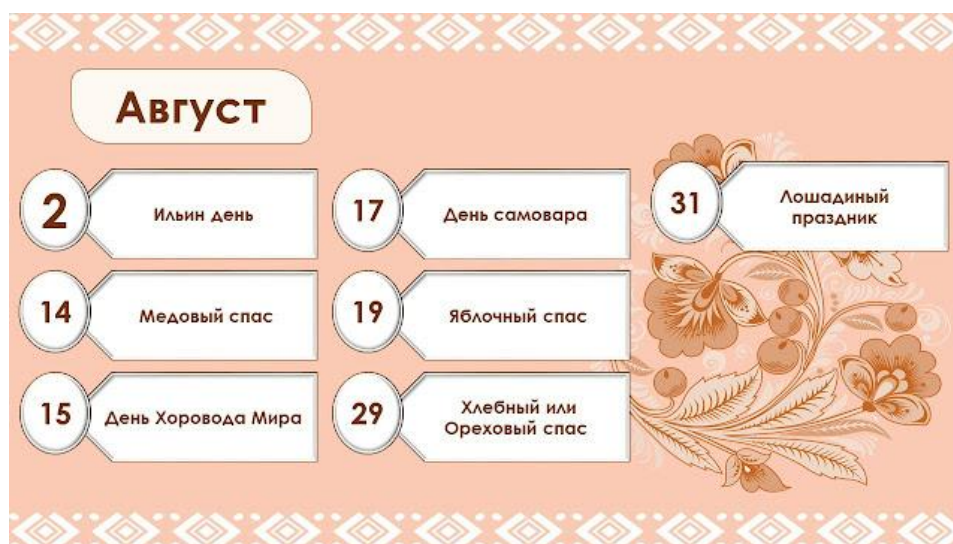 Август
2
Ильин день
14
Медовый спас
15
День Хоровода Мира
17
День самовара
19
Яблочный спас
29
Хлебный или
Ореховый спас
31
Лошадиный
праздник